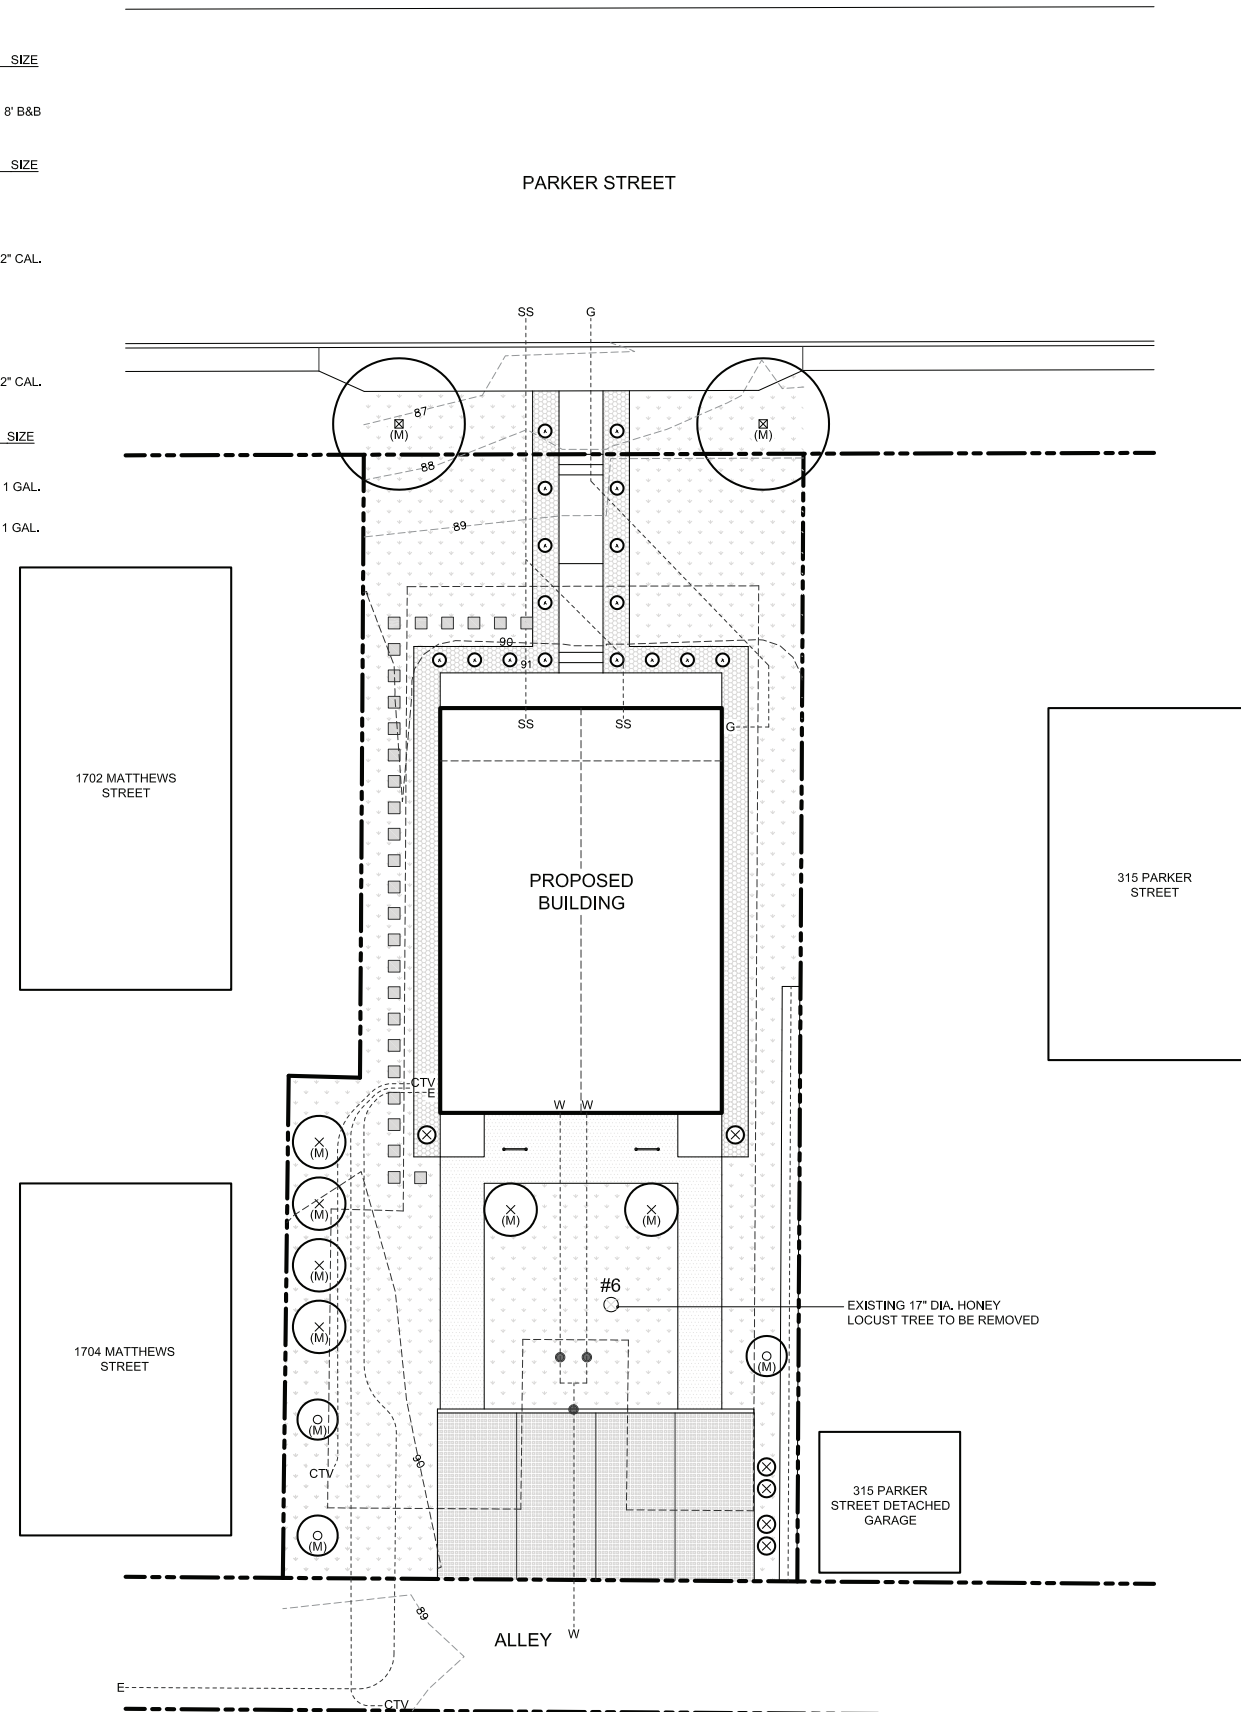 SIZE
8' B&B
SIZE
PARKER STREET
2" CAL.
SS G
2" CAL.
87
(M)
(M)
SIZE
88
1 GAL.
89
1 GAL.
90
91
SS SS G
1702 MATTHEWS
STREET
PROPOSED
BUILDING
315 PARKER
STREET
CTV
E
W W
(M)
(M)
(M)
(M)
(M)
#6
EXISTING 17" DIA. HONEY
LOCUST TREE TO BE REMOVED
(M)
1704 MATTHEWS
STREET
(M)
(M)
90
CTV
315 PARKER
STREET DETACHED
GARAGE
(M)
89
ALLEY W
E
CTV